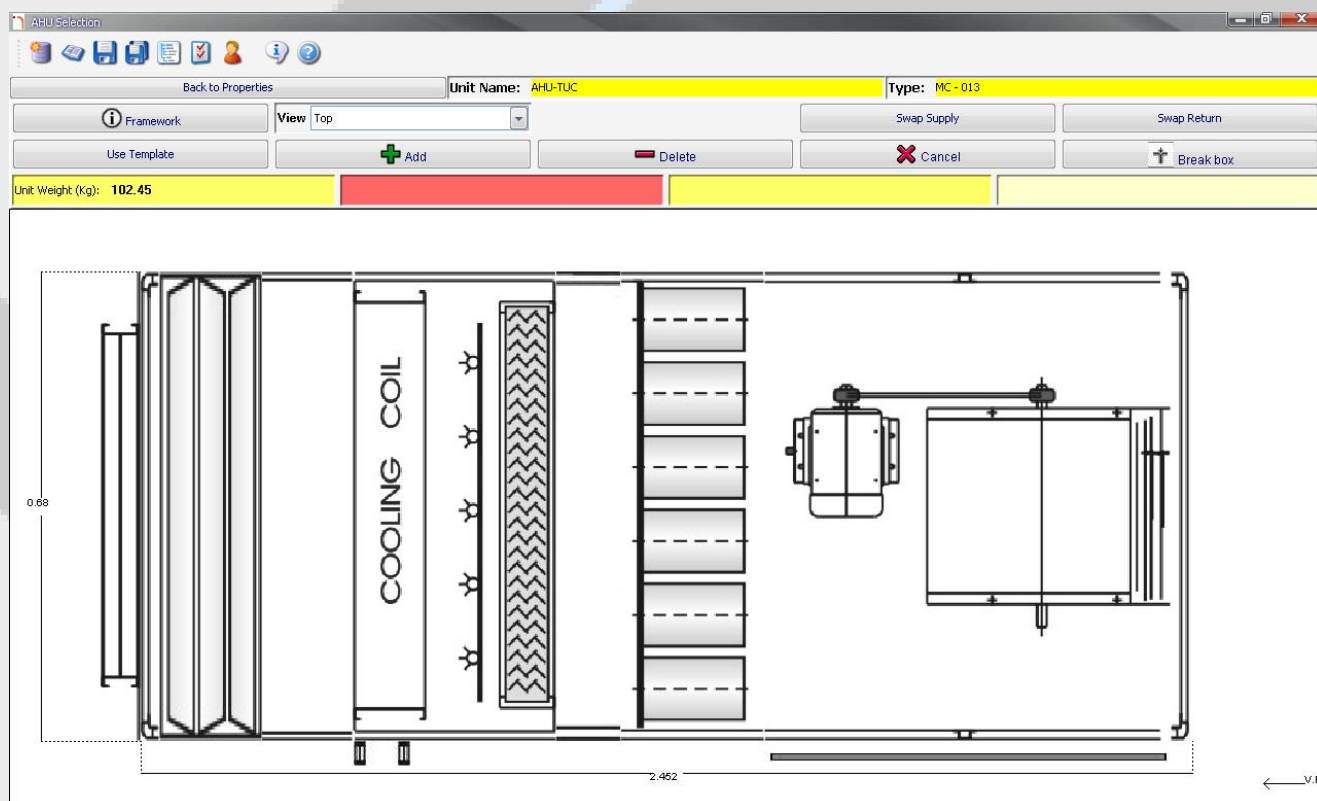 AHU Selection
Back to Properties
Unit Name: AHU-TUC
Type: MC - 013
Framework
View Top
Swap Supply
Swap Return
Use Template
Add
Delete
Cancel
Break box
Unit Weight (Kg): 102.45
COOLING COIL
0.68
2.452